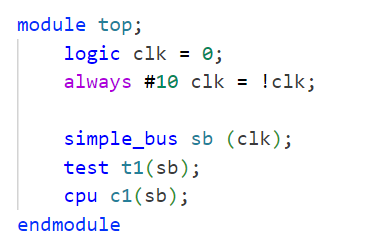 module top;
    logic clk = 0;
    always #10 clk = !clk;

    simple_bus sb (clk);
    test t1(sb);
    cpu c1(sb);
endmodule